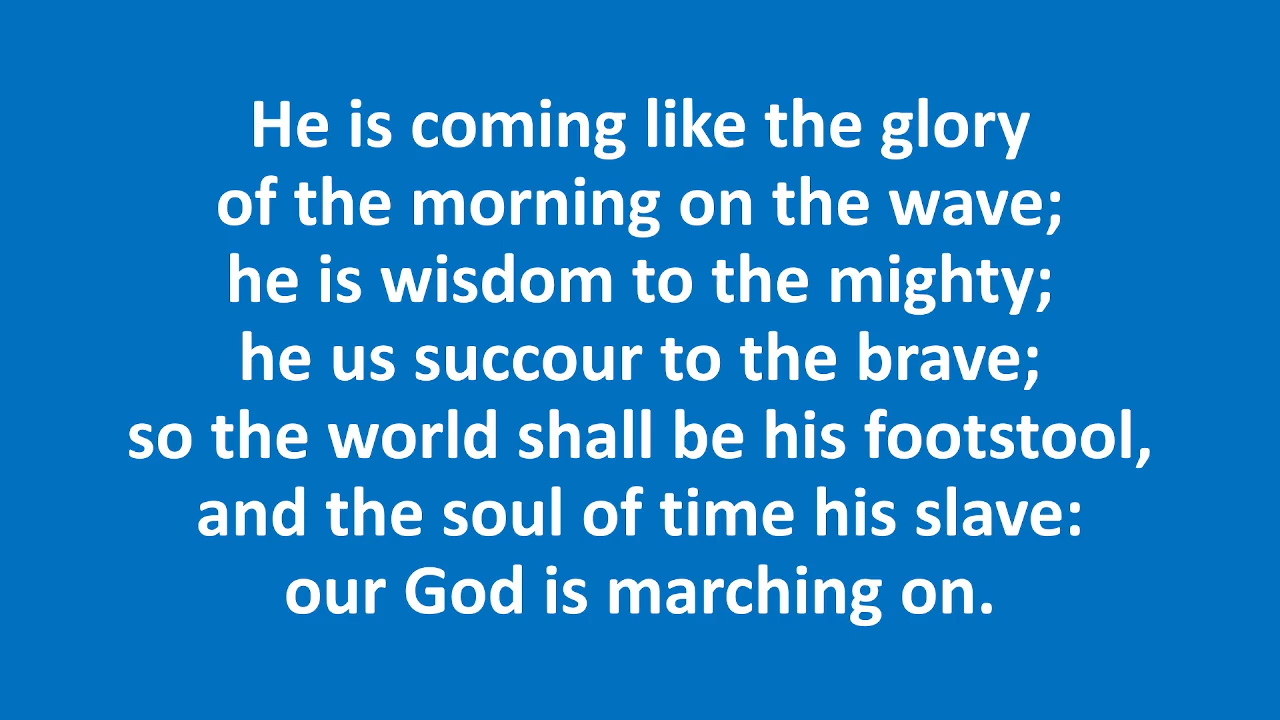 He is coming like the glory
of the morning on the wave;
he is wisdom to the mighty;
he us succour to the brave;
so the world shall be his footstool,
and the soul of time his slave:
our God is marching on.